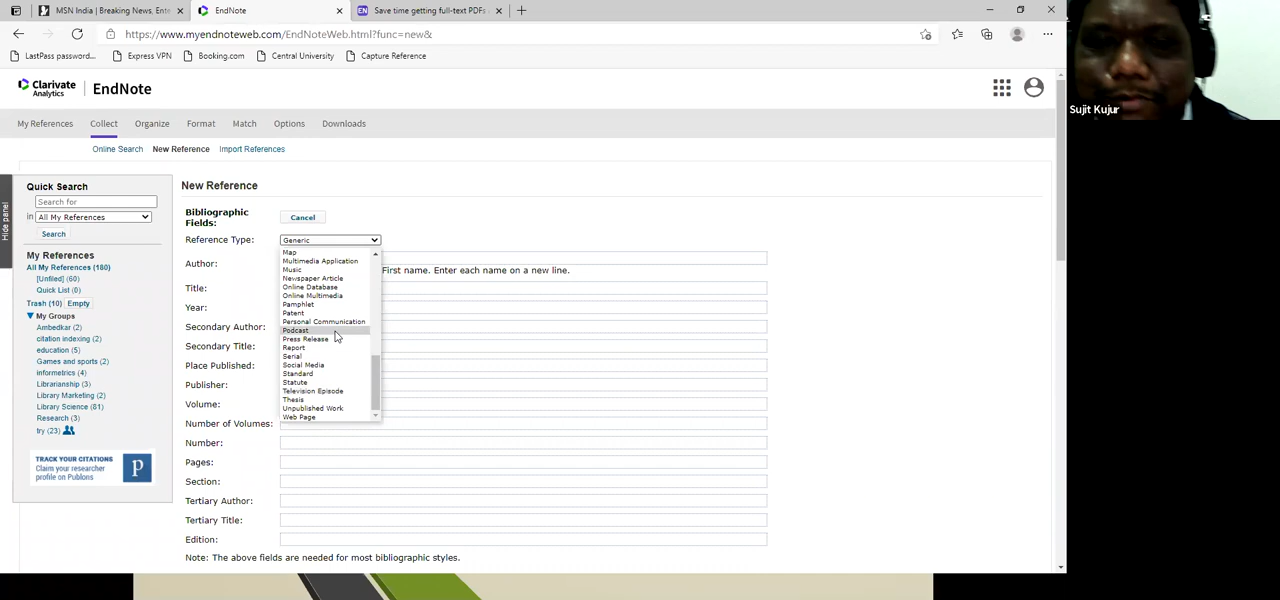 MSN India | Breaking News, Ente
EndNote
EN Save time getting full-text PDFs a
https://www.myendnoteweb.com/EndNoteWeb.html?func=new&
LastPass password...
Express VPN
Booking.com
Central University
Capture Reference
Clarivate
Analytics
EndNote
Sujit Kujur
My References
Collect
Organize
Format
Match
Options
Downloads
Online Search
New Reference
Import References
Hide panel
Quick Search
Search for
in All My References
Search
My References
All My References (180)
[Unfiled] (60)
Quick List (0)
Trash (10) Empty
My Groups
Ambedkar (2)
citation indexing (2)
education (5)
Games and sports (2)
informetrics (4)
Librarianship (3)
Library Marketing (2)
Library Science (81)
Research (3)
try (23)
TRACK YOUR CITATIONS
Claim your researcher
profile on Publons
p
New Reference
Bibliographic
Fields:
Cancel
Reference Type:
Generic
Map
Multimedia Application
Music
Newspaper Article
Online Database
Online Multimedia
Pamphlet
Patent
Personal Communication
Podcast
Press Release
Report
Serial
Social Media
Standard
Statute
Television Episode
Thesis
Unpublished Work
Web Page
Author:
First name. Enter each name on a new line.
Title:
Year:
Secondary Author:
Secondary Title:
Place Published:
Publisher:
Volume:
Number of Volumes:
Number:
Pages:
Section:
Tertiary Author:
Tertiary Title:
Edition:
Note: The above fields are needed for most bibliographic styles.